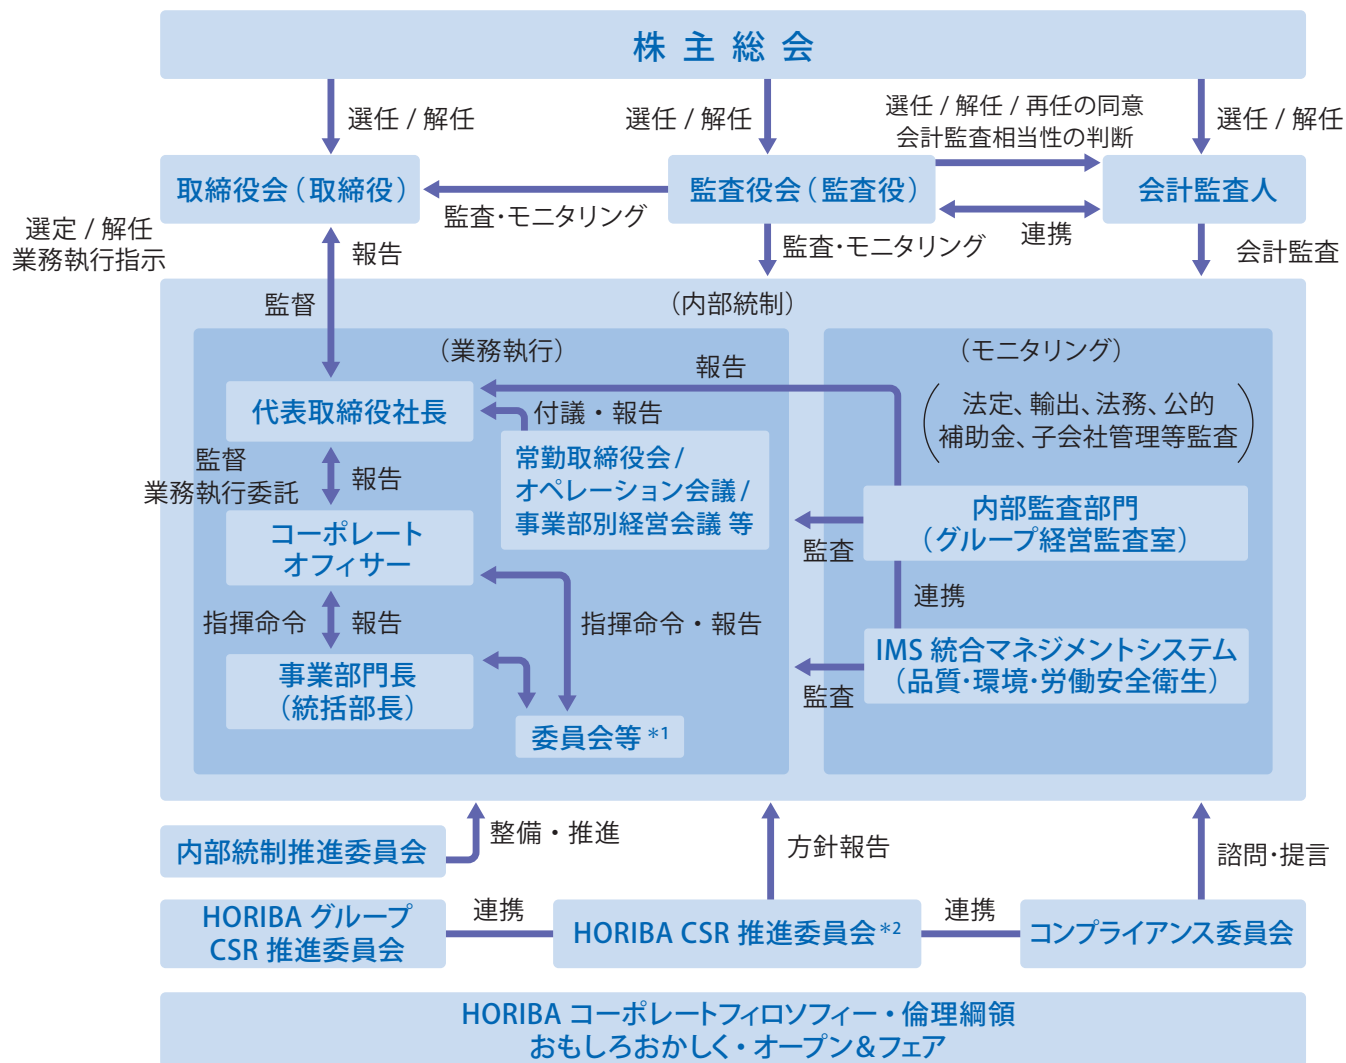 株主総会
選任 / 解任
選任 / 解任
選任 / 解任 / 再任の同意
会計監査相当性の判断
選任 / 解任
取締役会（取締役）
監査役会（監査役）
会計監査人
監査・モニタリング
連携
選定 / 解任
業務執行指示
報告
監査・モニタリング
会計監査
監督
（内部統制）
（業務執行）
（モニタリング）
報告
代表取締役社長
付議・報告
法定、輸出、法務、公的
補助金、子会社管理等監査
監督
業務執行委託
報告
常勤取締役会 /
オペレーション会議 /
事業部別経営会議 等
内部監査部門
（グループ経営監査室）
監査
コーポレート
オフィサー
連携
指揮命令
報告
指揮命令・報告
IMS 統合マネジメントシステム
（品質・環境・労働安全衛生）
監査
事業部門長
（統括部長）
委員会等 *1
内部統制推進委員会
整備・推進
方針報告
諮問・提言
HORIBA グループ
CSR 推進委員会
連携
HORIBA CSR 推進委員会 *2
連携
コンプライアンス委員会
HORIBA コーポレートフィロソフィー・倫理綱領
おもしろおかしく・オープン＆フェア